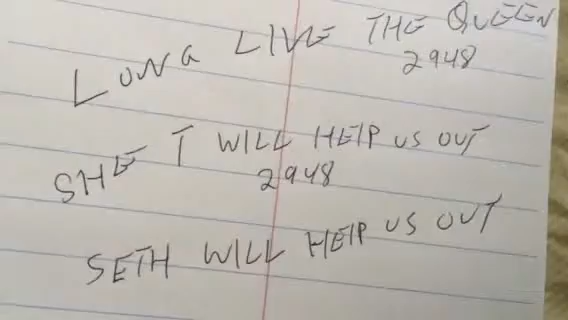 LONG LIVE THE QUEEN
2948
SHE T WILL HELP US OUT
2948
SETH WILL HELP US OUT